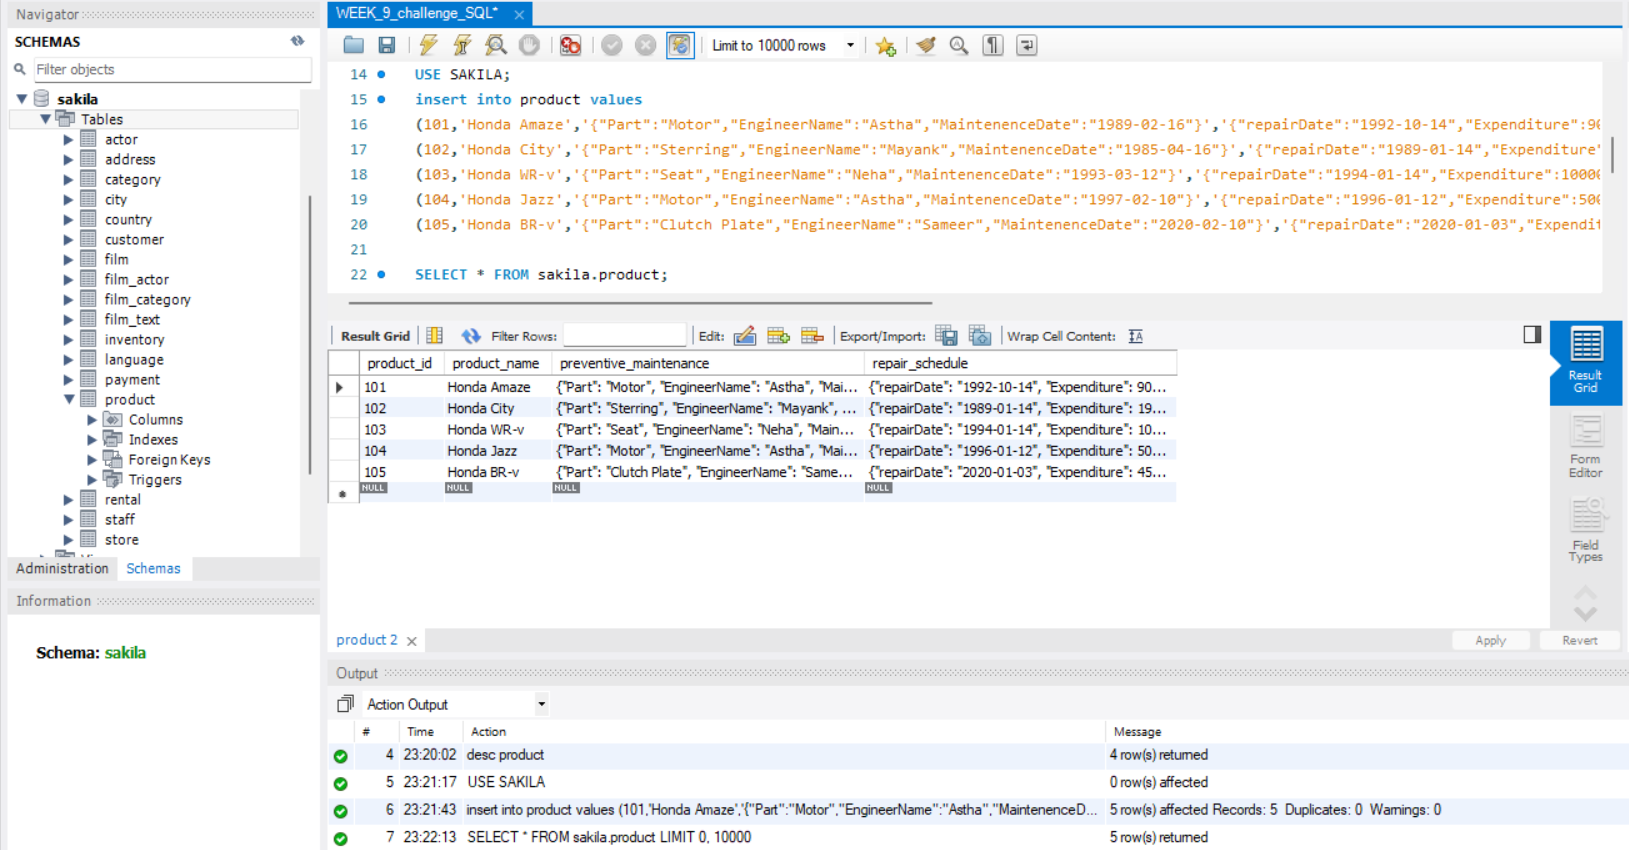 Navigator
SCHEMAS
Filter objects
sakila
Tables
actor
address
category
city
country
customer
film
film_actor
film_category
film_text
inventory
language
payment
product
Columns
Indexes
Foreign Keys
Triggers
rental
staff
store
Administration Schemas
Information
Schema: sakila
WEEK_9_challenge_SQL*
Limit to 10000 rows
14 USE SAKILA;
15 insert into product values
16 (101,'Honda Amaze','{"Part":"Motor","EngineerName":"Astha","MaintenenceDate":"1989-02-16"}','{"repairDate":"1992-10-14","Expenditure":90
17 (102,'Honda City','{"Part":"Sterring","EngineerName":"Mayank","MaintenenceDate":"1985-04-16"}','{"repairDate":"1989-01-14","Expenditure"
18 (103,'Honda WR-v','{"Part":"Seat","EngineerName":"Neha","MaintenenceDate":"1993-03-12"}','{"repairDate":"1994-01-14","Expenditure":10000
19 (104,'Honda Jazz','{"Part":"Motor","EngineerName":"Astha","MaintenenceDate":"1997-02-10"}','{"repairDate":"1996-01-12","Expenditure":500
20 (105,'Honda BR-v','{"Part":"Clutch Plate","EngineerName":"Sameer","MaintenenceDate":"2020-02-10"}','{"repairDate":"2020-01-03","Expendit
21
22 SELECT * FROM sakila.product;
Result Grid Filter Rows: Edit: Export/Import: Wrap Cell Content:
product_id product_name preventive_maintenance repair_schedule
101 Honda Amaze {"Part": "Motor", "EngineerName": "Astha", "Mai... {"repairDate": "1992-10-14", "Expenditure": 90...
102 Honda City {"Part": "Sterring", "EngineerName": "Mayank", ... {"repairDate": "1989-01-14", "Expenditure": 19...
103 Honda WR-v {"Part": "Seat", "EngineerName": "Neha", "Main... {"repairDate": "1994-01-14", "Expenditure": 10...
104 Honda Jazz {"Part": "Motor", "EngineerName": "Astha", "Mai... {"repairDate": "1996-01-12", "Expenditure": 50...
105 Honda BR-v {"Part": "Clutch Plate", "EngineerName": "Same... {"repairDate": "2020-01-03", "Expenditure": 45...
NULL NULL NULL NULL
Result
Grid
Form
Editor
Field
Types
product 2
Apply Revert
Output
Action Output
# Time Action Message
4 23:20:02 desc product 4 row(s) returned
5 23:21:17 USE SAKILA 0 row(s) affected
6 23:21:43 insert into product values (101,'Honda Amaze','{"Part":"Motor","EngineerName":"Astha","MaintenenceD... 5 row(s) affected Records: 5 Duplicates: 0 Warnings: 0
7 23:22:13 SELECT * FROM sakila.product LIMIT 0, 10000 5 row(s) returned